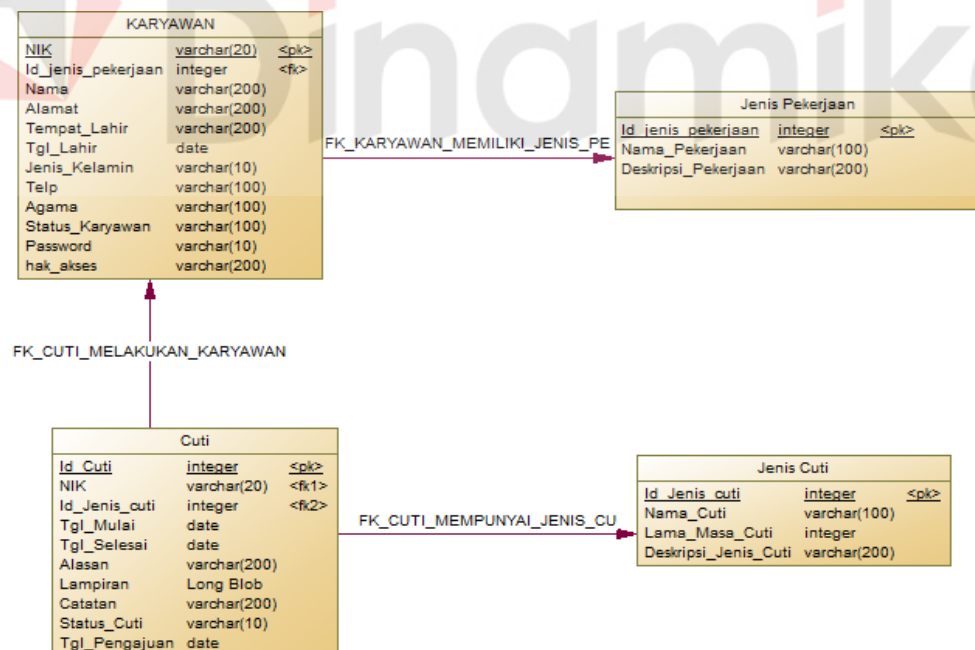 Dinamik
KARYAWAN
NIK varchar(20) <pk>
Id_jenis_pekerjaan integer <fk>
Nama varchar(200)
Alamat varchar(200)
Tempat_Lahir varchar(200)
Tgl_Lahir date
Jenis_Kelamin varchar(10)
Telp varchar(100)
Agama varchar(100)
Status_Karyawan varchar(100)
Password varchar(10)
hak_akses varchar(200)
FK_KARYAWAN_MEMILIKI_JENIS_PE
Jenis Pekerjaan
Id_jenis_pekerjaan integer <pk>
Nama_Pekerjaan varchar(100)
Deskripsi_Pekerjaan varchar(200)
FK_CUTI_MELAKUKAN_KARYAWAN
Cuti
Id_Cuti integer <pk>
NIK varchar(20) <fk1>
Id_Jenis_cuti integer <fk2>
Tgl_Mulai date
Tgl_Selesai date
Alasan varchar(200)
Lampiran Long Blob
Catatan varchar(200)
Status_Cuti varchar(10)
Tgl_Pengajuan date
FK_CUTI_MEMPUNYAI_JENIS_CU
Jenis Cuti
Id_Jenis_cuti integer <pk>
Nama_Cuti varchar(100)
Lama_Masa_Cuti integer
Deskripsi_Jenis_Cuti varchar(200)